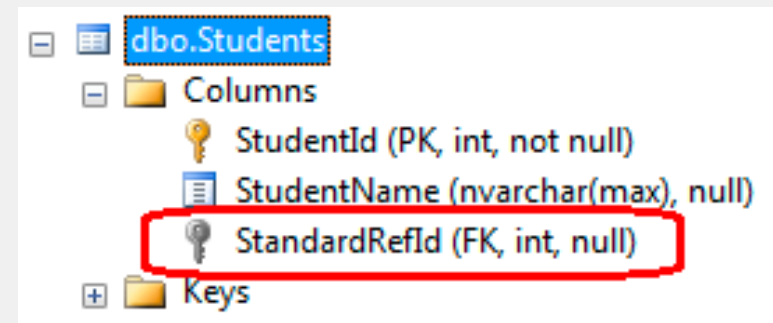 dbo.Students
Columns
StudentId (PK, int, not null)
StudentName (nvarchar(max), null)
StandardRefId (FK, int, null)
Keys